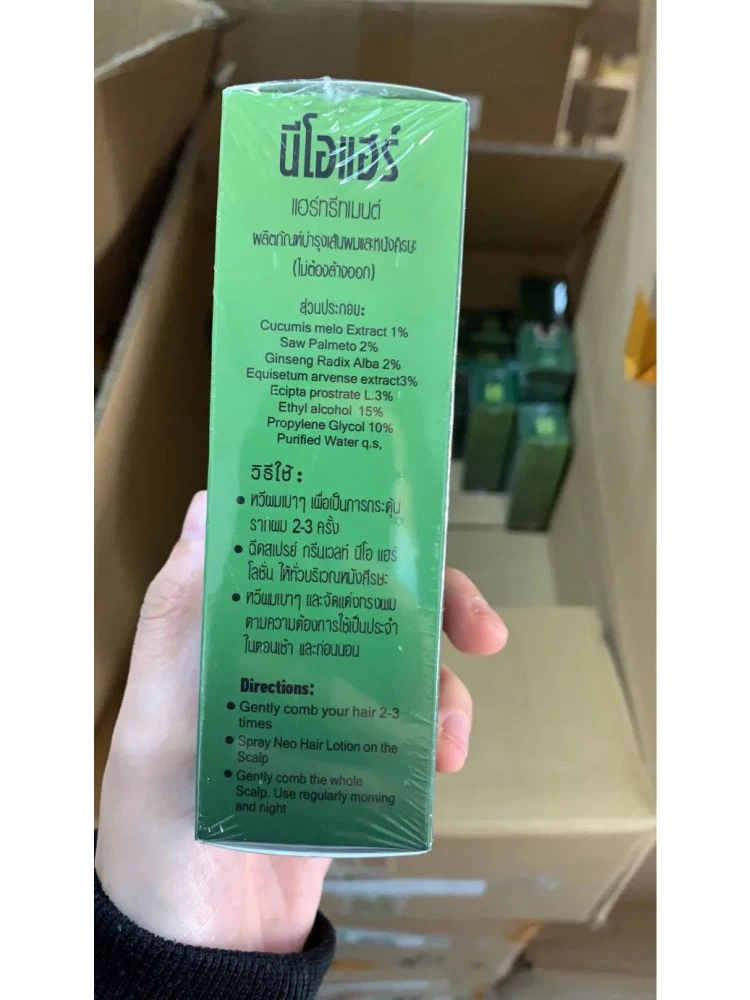 นีโอแฮร์
แฮร์ทรีทเมนต์
ผลิตภัณฑ์บำรุงเส้นผมและหนังศีรษะ
(ไม่ต้องล้างออก)
ส่วนประกอบ:
Cucumis melo Extract 1%
Saw Palmeto 2%
Ginseng Radix Alba 2%
Equisetum arvense extract3%
Ecipta prostrate L.3%
Ethyl alcohol 15%
Propylene Glycol 10%
Purified Water q.s,
วิธีใช้ :
• หวีผมเบาๆ เพื่อเป็นการกระตุ้น
รากผม 2-3 ครั้ง
• ฉีดสเปรย์ กรีนเวลท์ นีโอ แฮร์
โลชั่น ให้ทั่วบริเวณหนังศีรษะ
• หวีผมเบาๆ และจัดแต่งทรงผม
ตามความต้องการใช้เป็นประจำ
ในตอนเช้า และก่อนนอน
Directions:
• Gently comb your hair 2-3
times
• Spray Neo Hair Lotion on the
Scalp
• Gently comb the whole
Scalp. Use regularly morning
and night